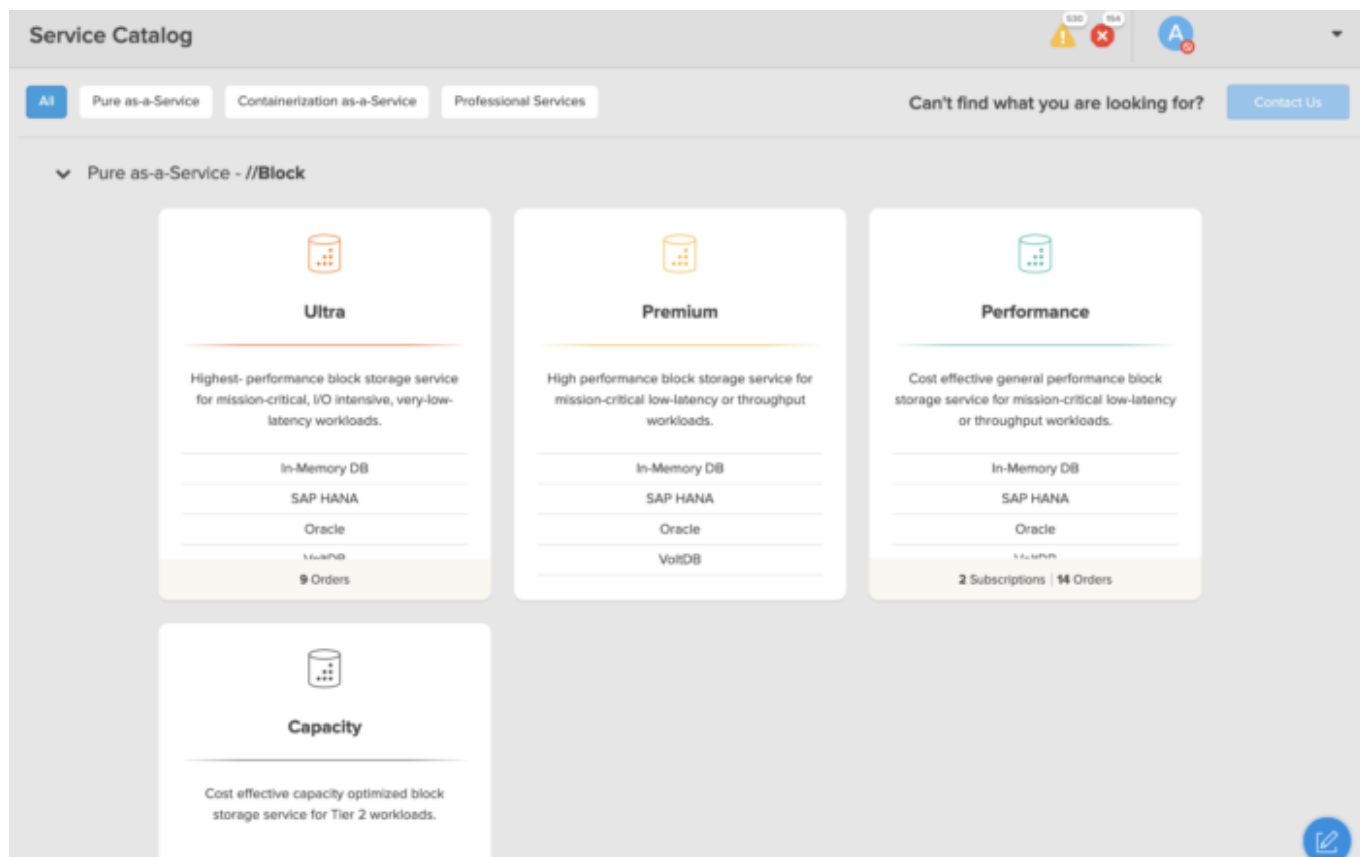 Service Catalog
530
154
A
All
Pure as-a-Service
Containerization as-a-Service
Professional Services
Can't find what you are looking for?
Contact Us
Pure as-a-Service - //Block
Ultra
Highest- performance block storage service
for mission-critical, I/O intensive, very-low-
latency workloads.
In-Memory DB
SAP HANA
Oracle
VoltDB
9 Orders
Premium
High performance block storage service for
mission-critical low-latency or throughput
workloads.
In-Memory DB
SAP HANA
Oracle
VoltDB
Performance
Cost effective general performance block
storage service for mission-critical low-latency
or throughput workloads.
In-Memory DB
SAP HANA
Oracle
VoltDB
2 Subscriptions | 14 Orders
Capacity
Cost effective capacity optimized block
storage service for Tier 2 workloads.